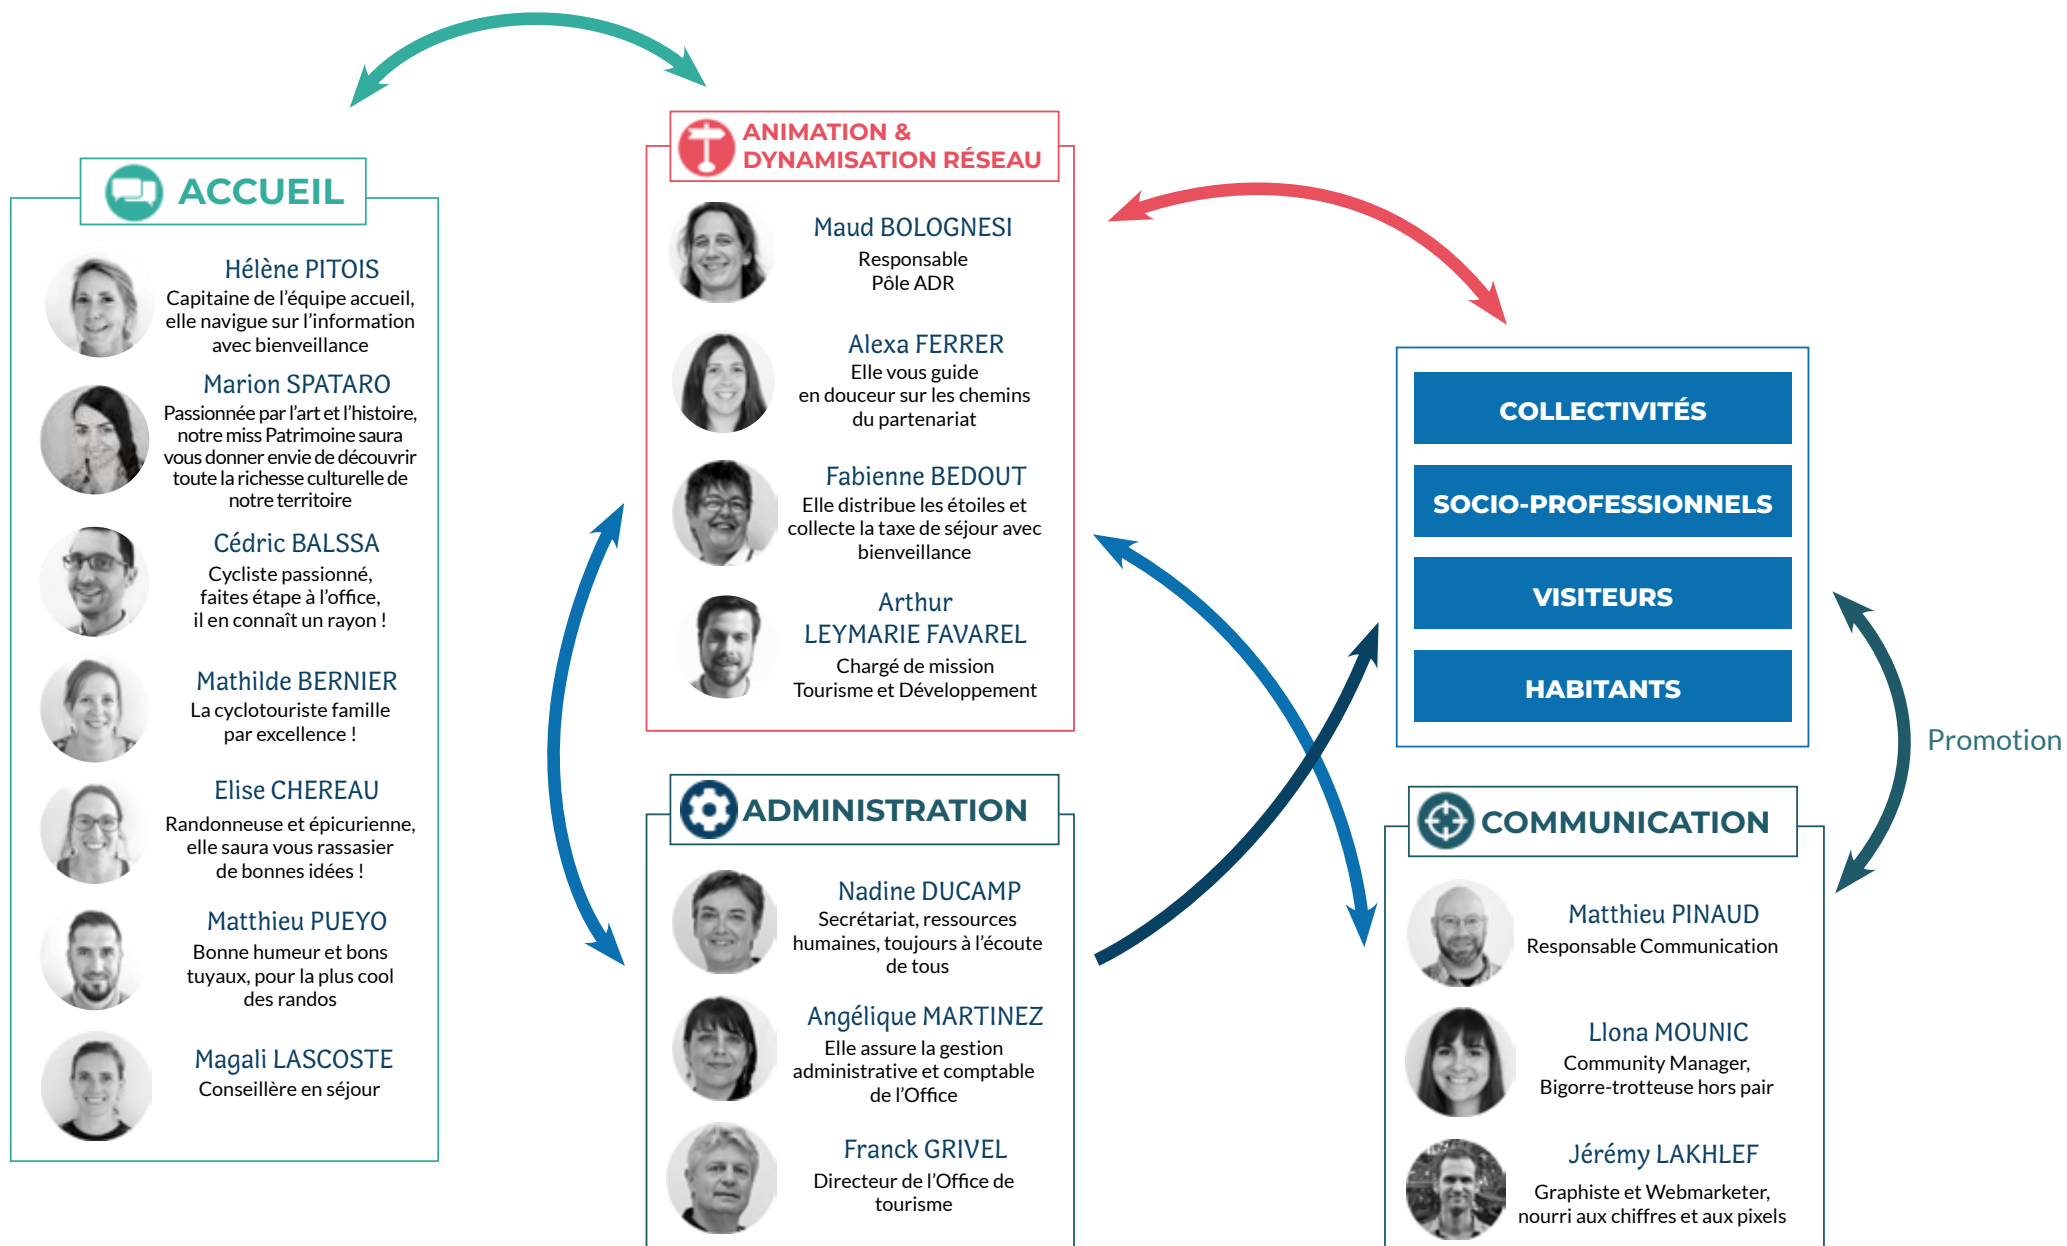 ACCUEIL
Hélène PITOIS
Capitaine de l’équipe accueil,
elle navigue sur l’information
avec bienveillance
Marion SPATARO
Passionnée par l’art et l’histoire,
notre miss Patrimoine saura
vous donner envie de découvrir
toute la richesse culturelle de
notre territoire
Cédric BALSSA
Cycliste passionné,
faites étape à l’office,
il en connaît un rayon !
Mathilde BERNIER
La cyclotouriste famille
par excellence !
Elise CHEREAU
Randonneuse et épicurienne,
elle saura vous rassasier
de bonnes idées !
Matthieu PUEYO
Bonne humeur et bons
tuyaux, pour la plus cool
des randos
Magali LASCOSTE
Conseillère en séjour
ANIMATION &
DYNAMISATION RÉSEAU
Maud BOLOGNESI
Responsable
Pôle ADR
Alexa FERRER
Elle vous guide
en douceur sur les chemins
du partenariat
Fabienne BEDOUT
Elle distribue les étoiles et
collecte la taxe de séjour avec
bienveillance
Arthur
LEYMARIE FAVAREL
Chargé de mission
Tourisme et Développement
ADMINISTRATION
Nadine DUCAMP
Secrétariat, ressources
humaines, toujours à l’écoute
de tous
Angélique MARTINEZ
Elle assure la gestion
administrative et comptable
de l’Office
Franck GRIVEL
Directeur de l’Office de
tourisme
COLLECTIVITÉS
SOCIO-PROFESSIONNELS
VISITEURS
HABITANTS
Promotion
COMMUNICATION
Matthieu PINAUD
Responsable Communication
Llona MOUNIC
Community Manager,
Bigorre-trotteuse hors pair
Jérémy LAKHLEF
Graphiste et Webmarketer,
nourri aux chiffres et aux pixels